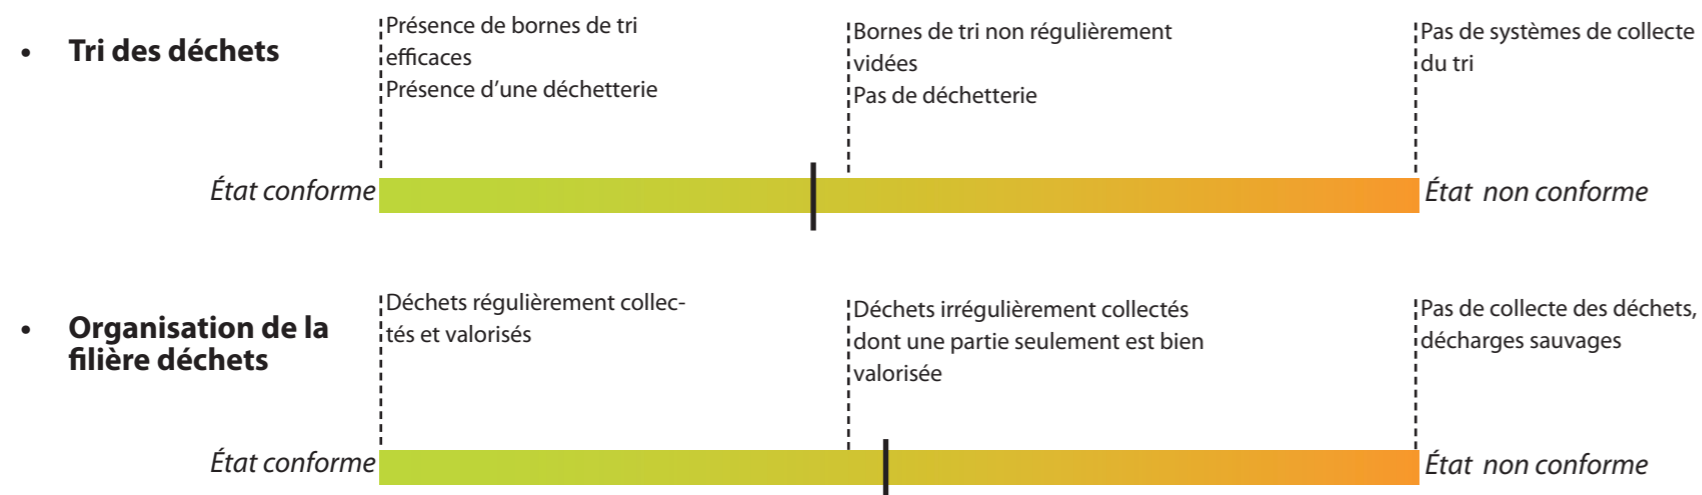 • Tri des déchets
Présence de bornes de tri
efficaces
Présence d’une déchetterie
Bornes de tri non régulièrement
vidées
Pas de déchetterie
Pas de systèmes de collecte
du tri
État conforme
État non conforme
• Organisation de la
filière déchets
Déchets régulièrement collec-
tés et valorisés
Déchets irrégulièrement collectés
dont une partie seulement est bien
valorisée
Pas de collecte des déchets,
décharges sauvages
État conforme
État non conforme